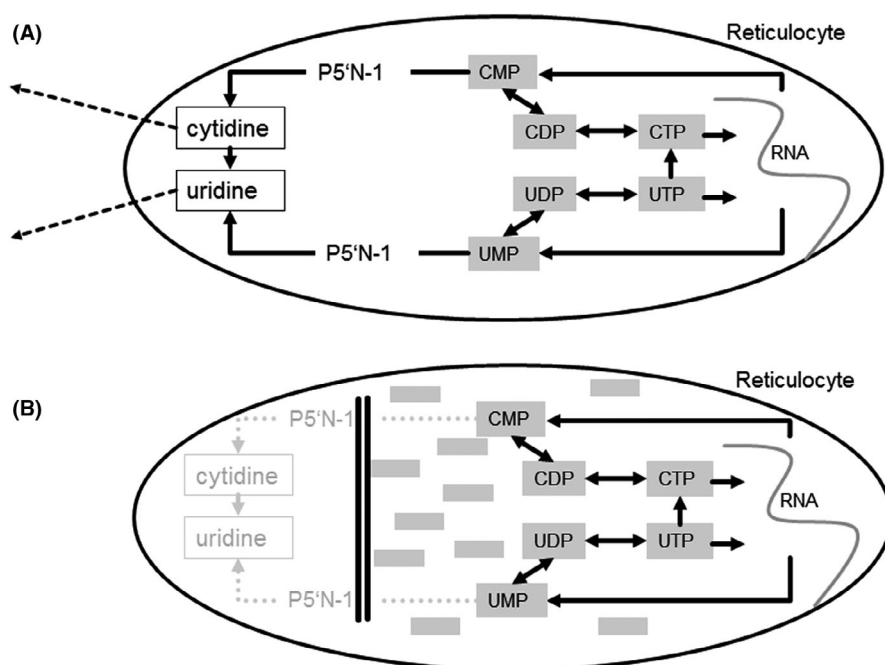 (A)
Reticulocyte
P5‘N-1 CMP
cytidine CDP CTP
RNA
uridine UDP UTP
P5‘N-1 UMP
(B)
Reticulocyte
P5‘N-1 CMP
cytidine CDP CTP
RNA
uridine UDP UTP
P5‘N-1 UMP